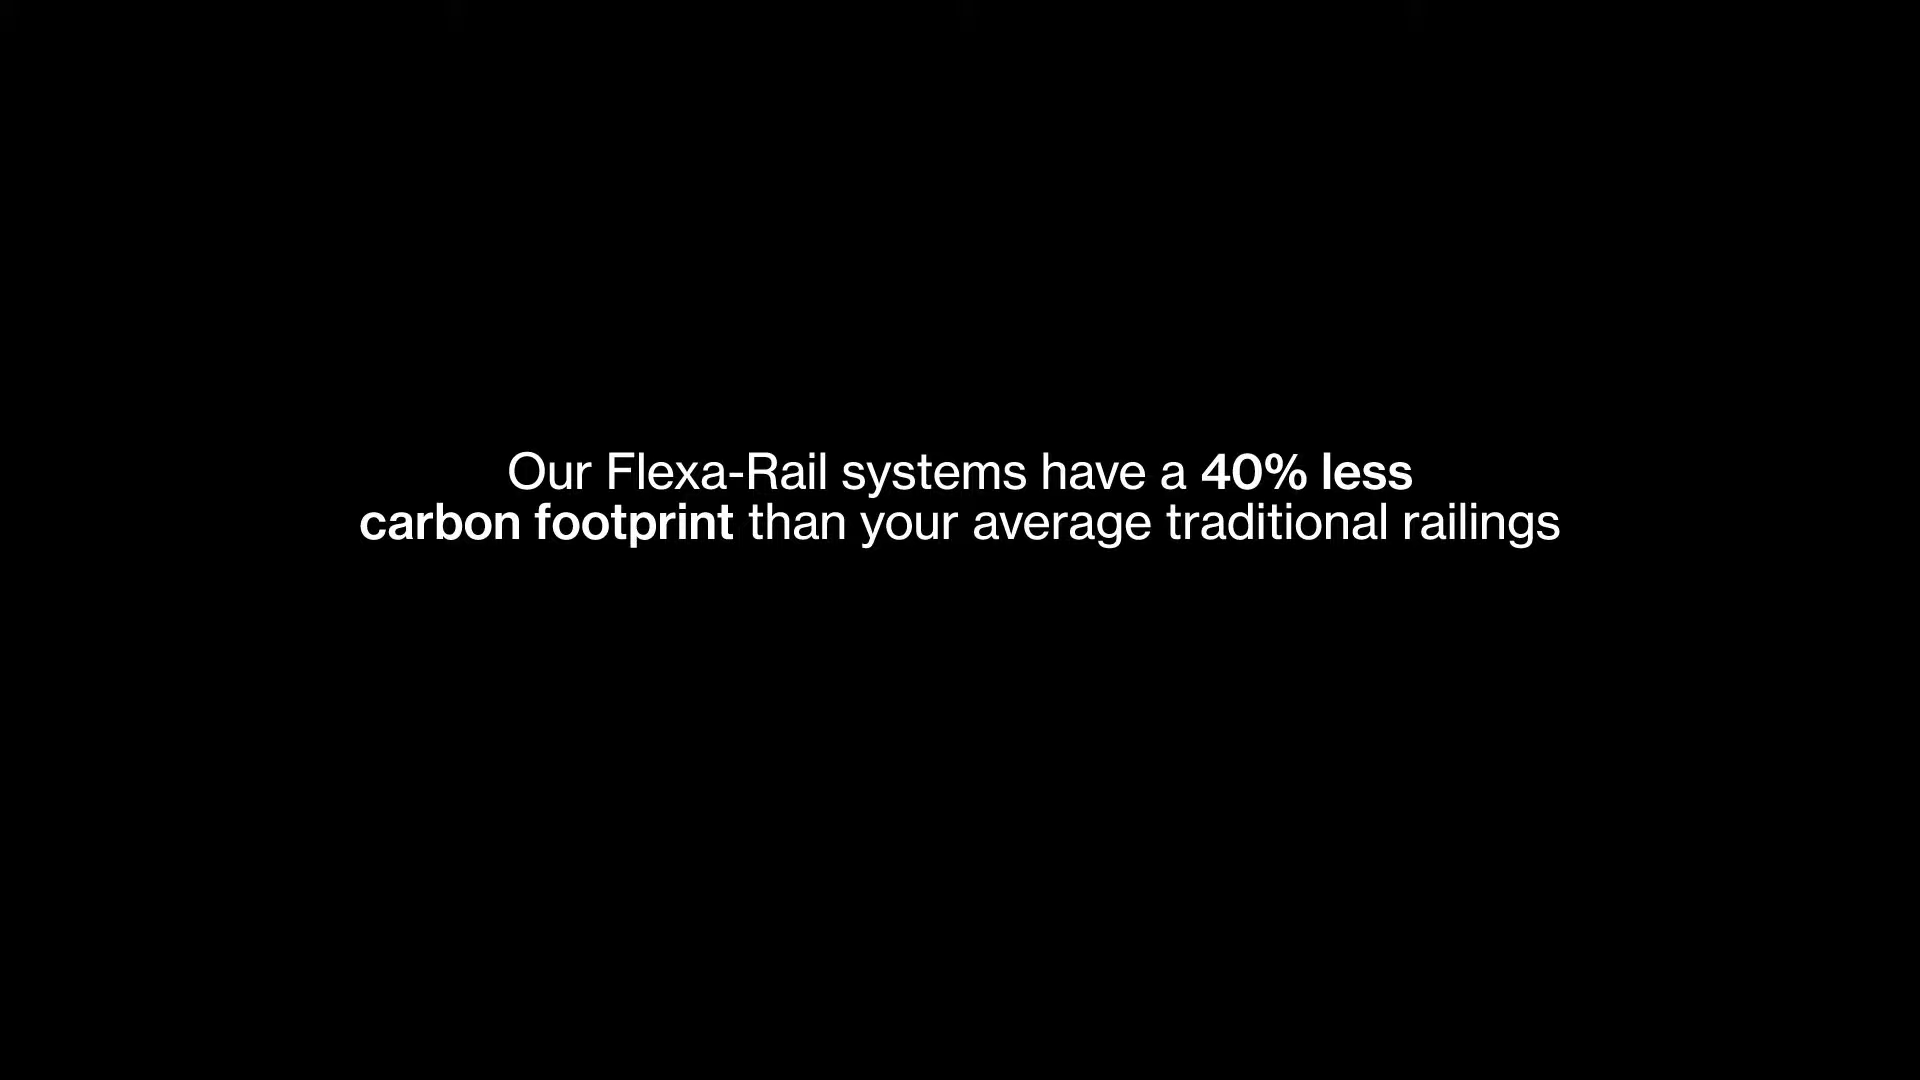 Our Flexa-Rail systems have a 40% less
carbon footprint than your average traditional railings